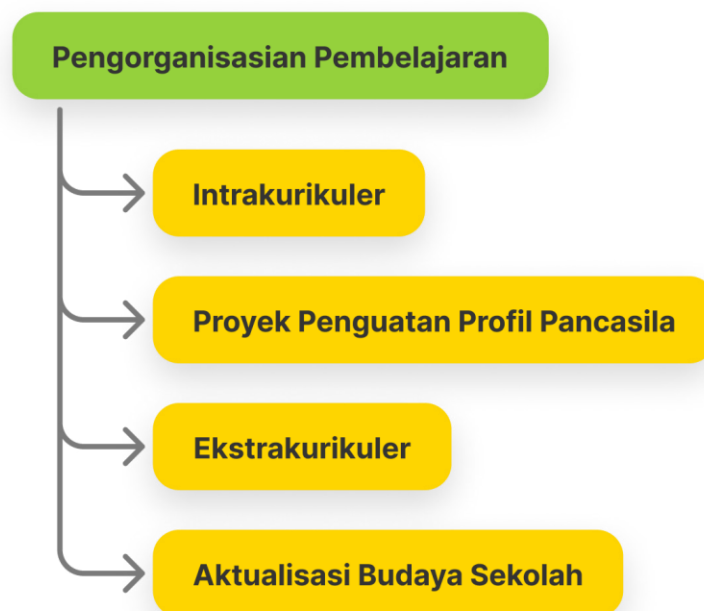 Pengorganisasian Pembelajaran
Intrakurikuler
Proyek Penguatan Profil Pancasila
Ekstrakurikuler
Aktualisasi Budaya Sekolah